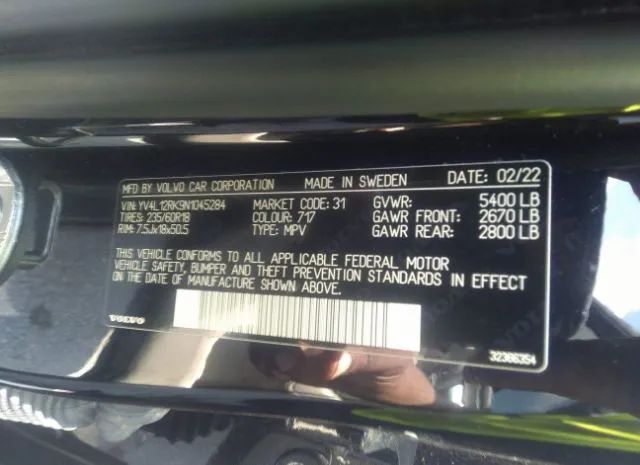 MFD BY VOLVO CAR CORPORATION MADE IN SWEDEN DATE: 02/22
VIN: YV4L12RK9N1045284 MARKET CODE: 31 GVWR: 5400 LB
TIRES: 235/60R18 COLOUR: 717 GAWR FRONT: 2670 LB
RIM: 7.5Jx18x50.5 TYPE: MPV GAWR REAR: 2800 LB
THIS VEHICLE CONFORMS TO ALL APPLICABLE FEDERAL MOTOR
VEHICLE SAFETY, BUMPER AND THEFT PREVENTION STANDARDS IN EFFECT
ON THE DATE OF MANUFACTURE SHOWN ABOVE.
VOLVO 32366354